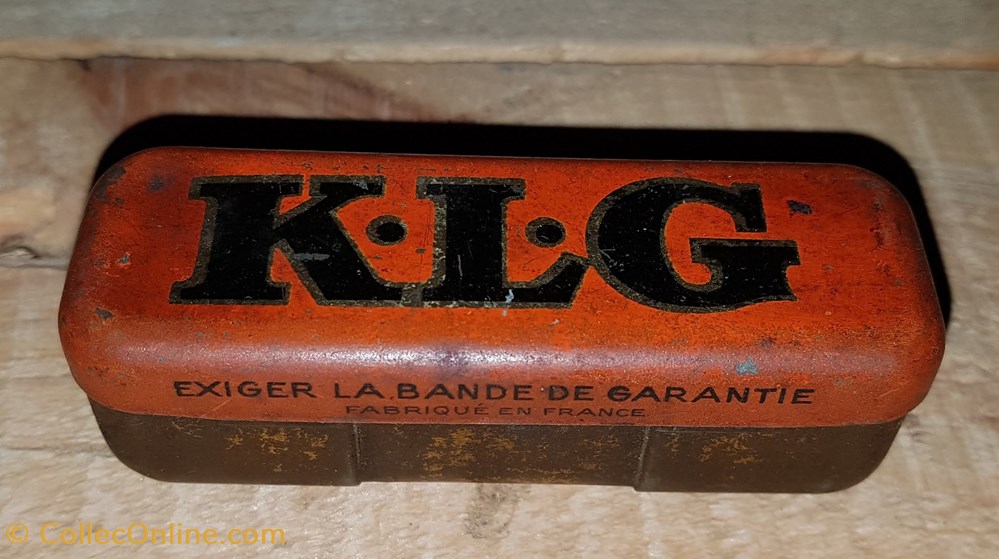 K·L·G
EXIGER LA BANDE DE GARANTIE
FABRIQUÉ EN FRANCE
© CollecOnline.com